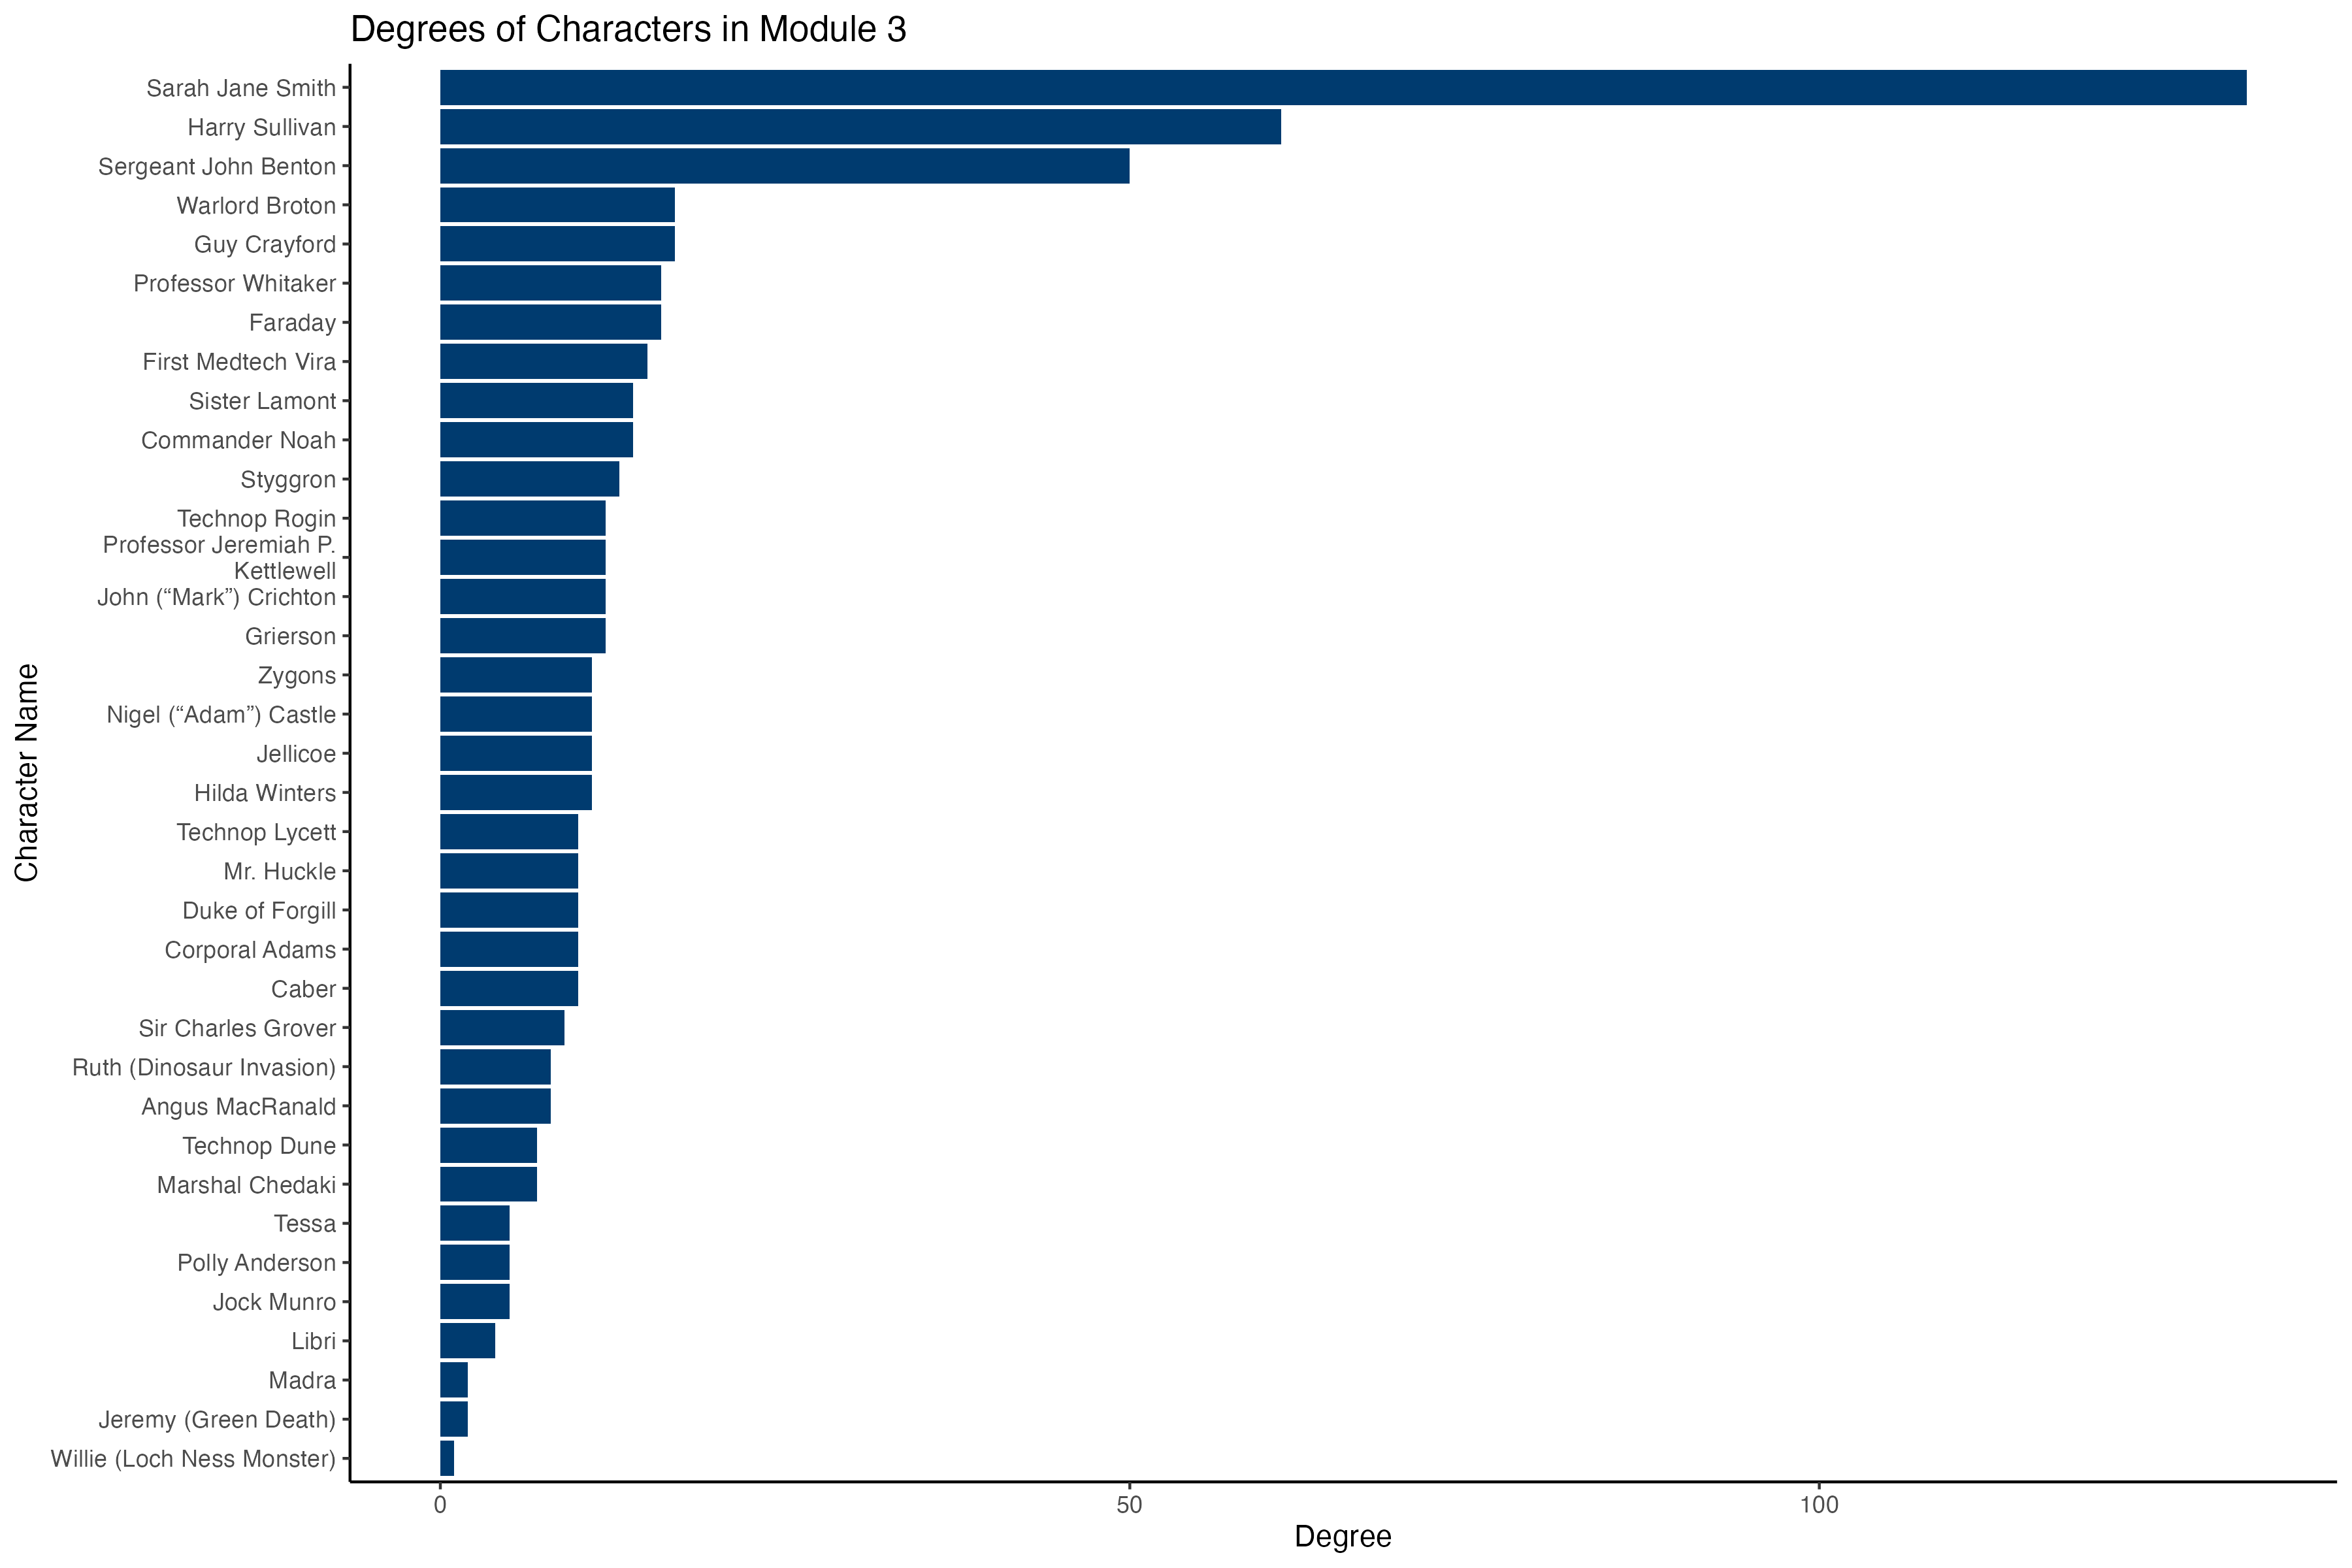 Degrees of Characters in Module 3
Character Name
Sarah Jane Smith
Harry Sullivan
Sergeant John Benton
Warlord Broton
Guy Crayford
Professor Whitaker
Faraday
First Medtech Vira
Sister Lamont
Commander Noah
Styggron
Technop Rogin
Professor Jeremiah P.
Kettlewell
John (“Mark”) Crichton
Grierson
Zygons
Nigel (“Adam”) Castle
Jellicoe
Hilda Winters
Technop Lycett
Mr. Huckle
Duke of Forgill
Corporal Adams
Caber
Sir Charles Grover
Ruth (Dinosaur Invasion)
Angus MacRanald
Technop Dune
Marshal Chedaki
Tessa
Polly Anderson
Jock Munro
Libri
Madra
Jeremy (Green Death)
Willie (Loch Ness Monster)
0 50 100
Degree